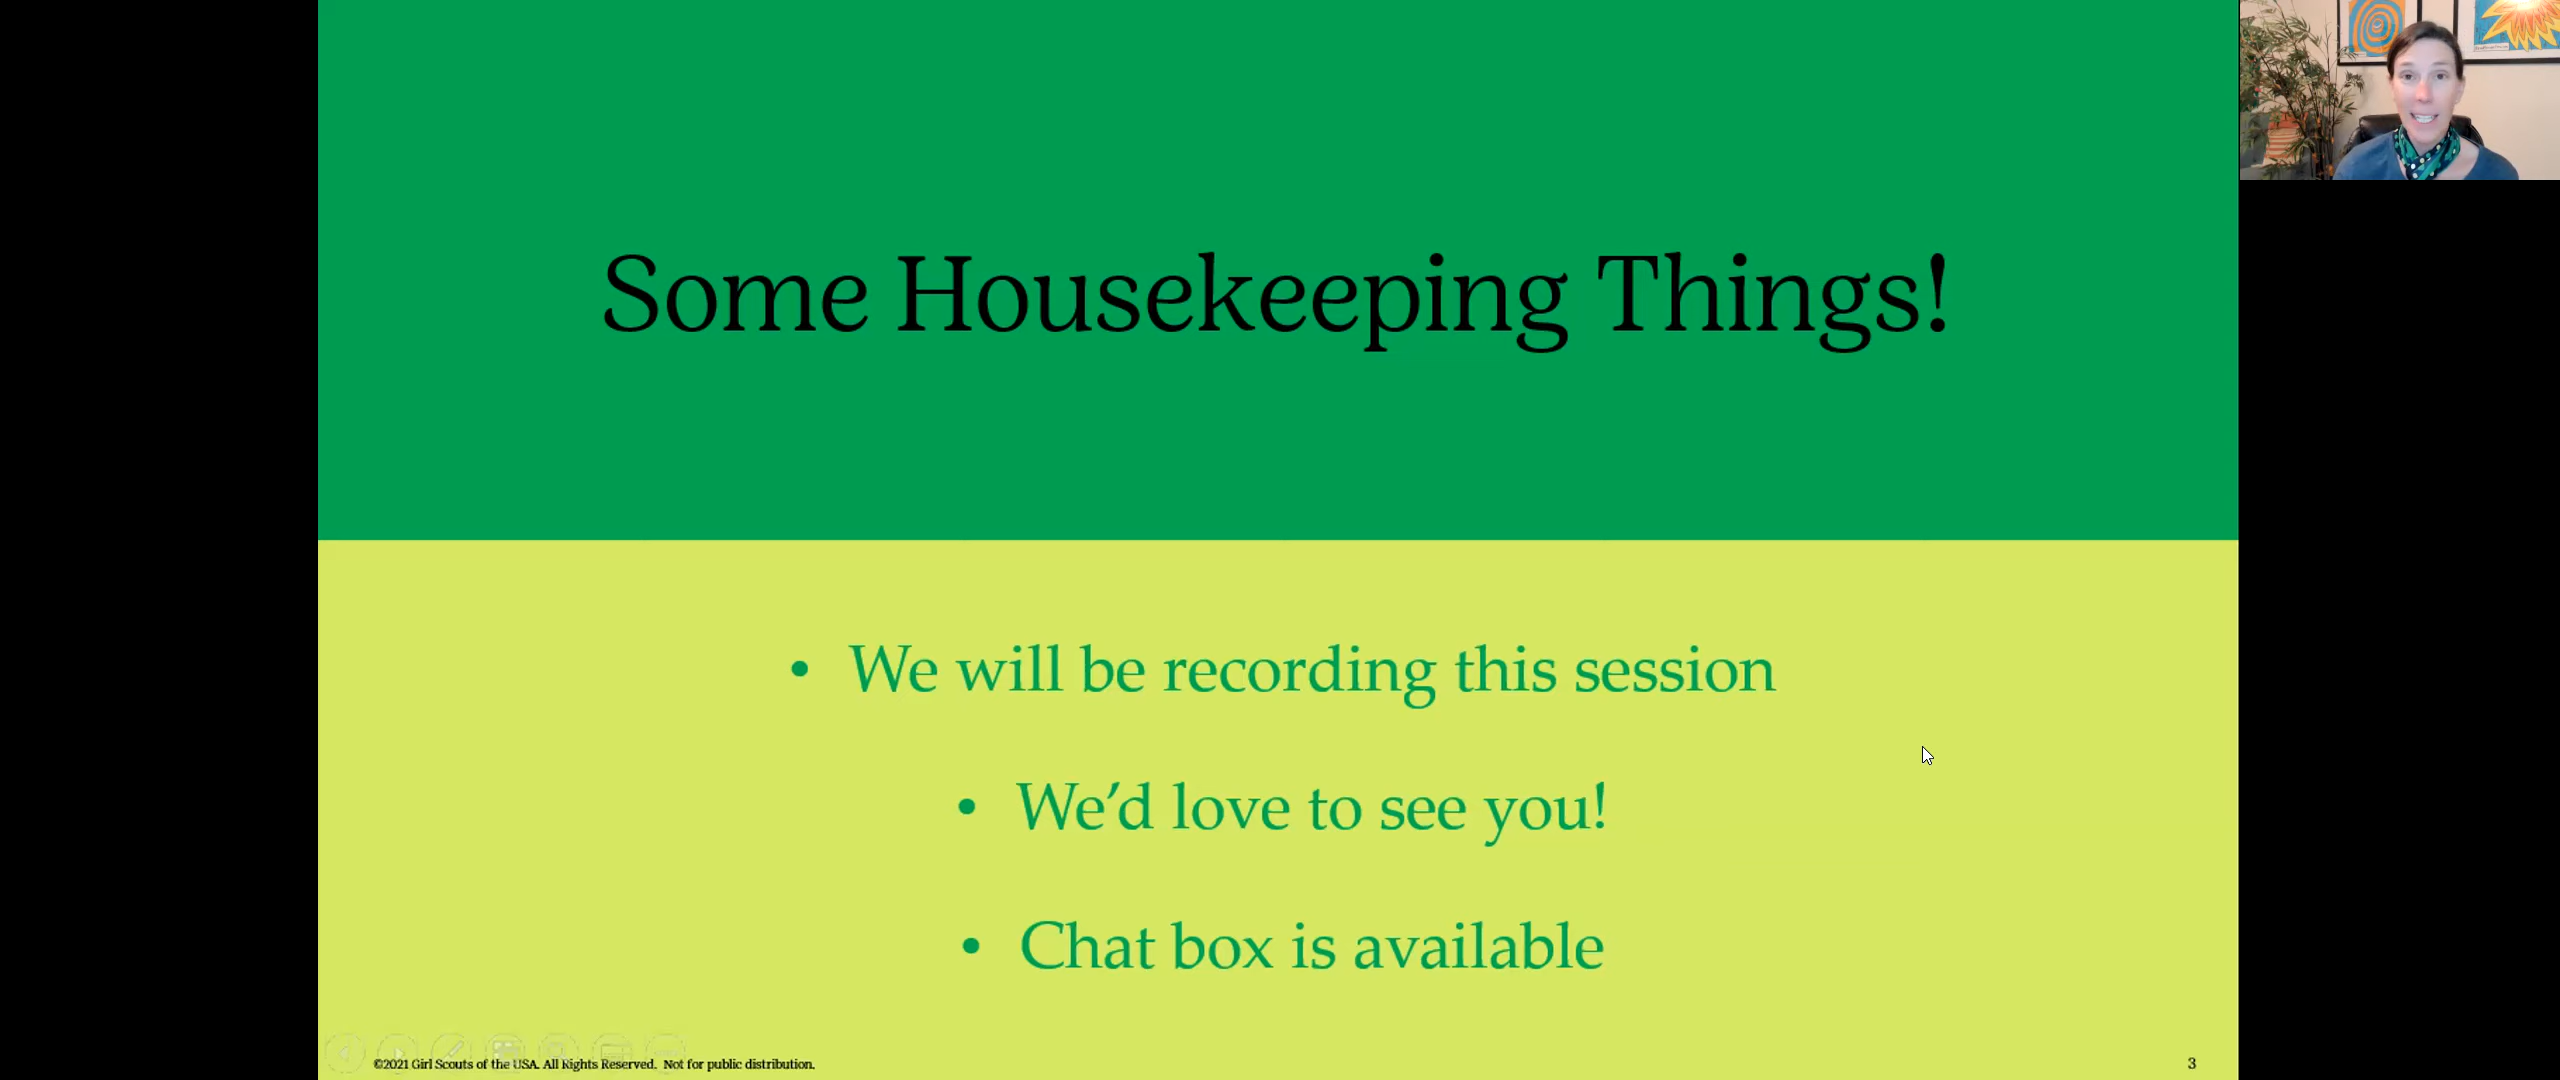 Some Housekeeping Things!
• We will be recording this session
• We’d love to see you!
• Chat box is available
©2021 Girl Scouts of the USA. All Rights Reserved. Not for public distribution.
3